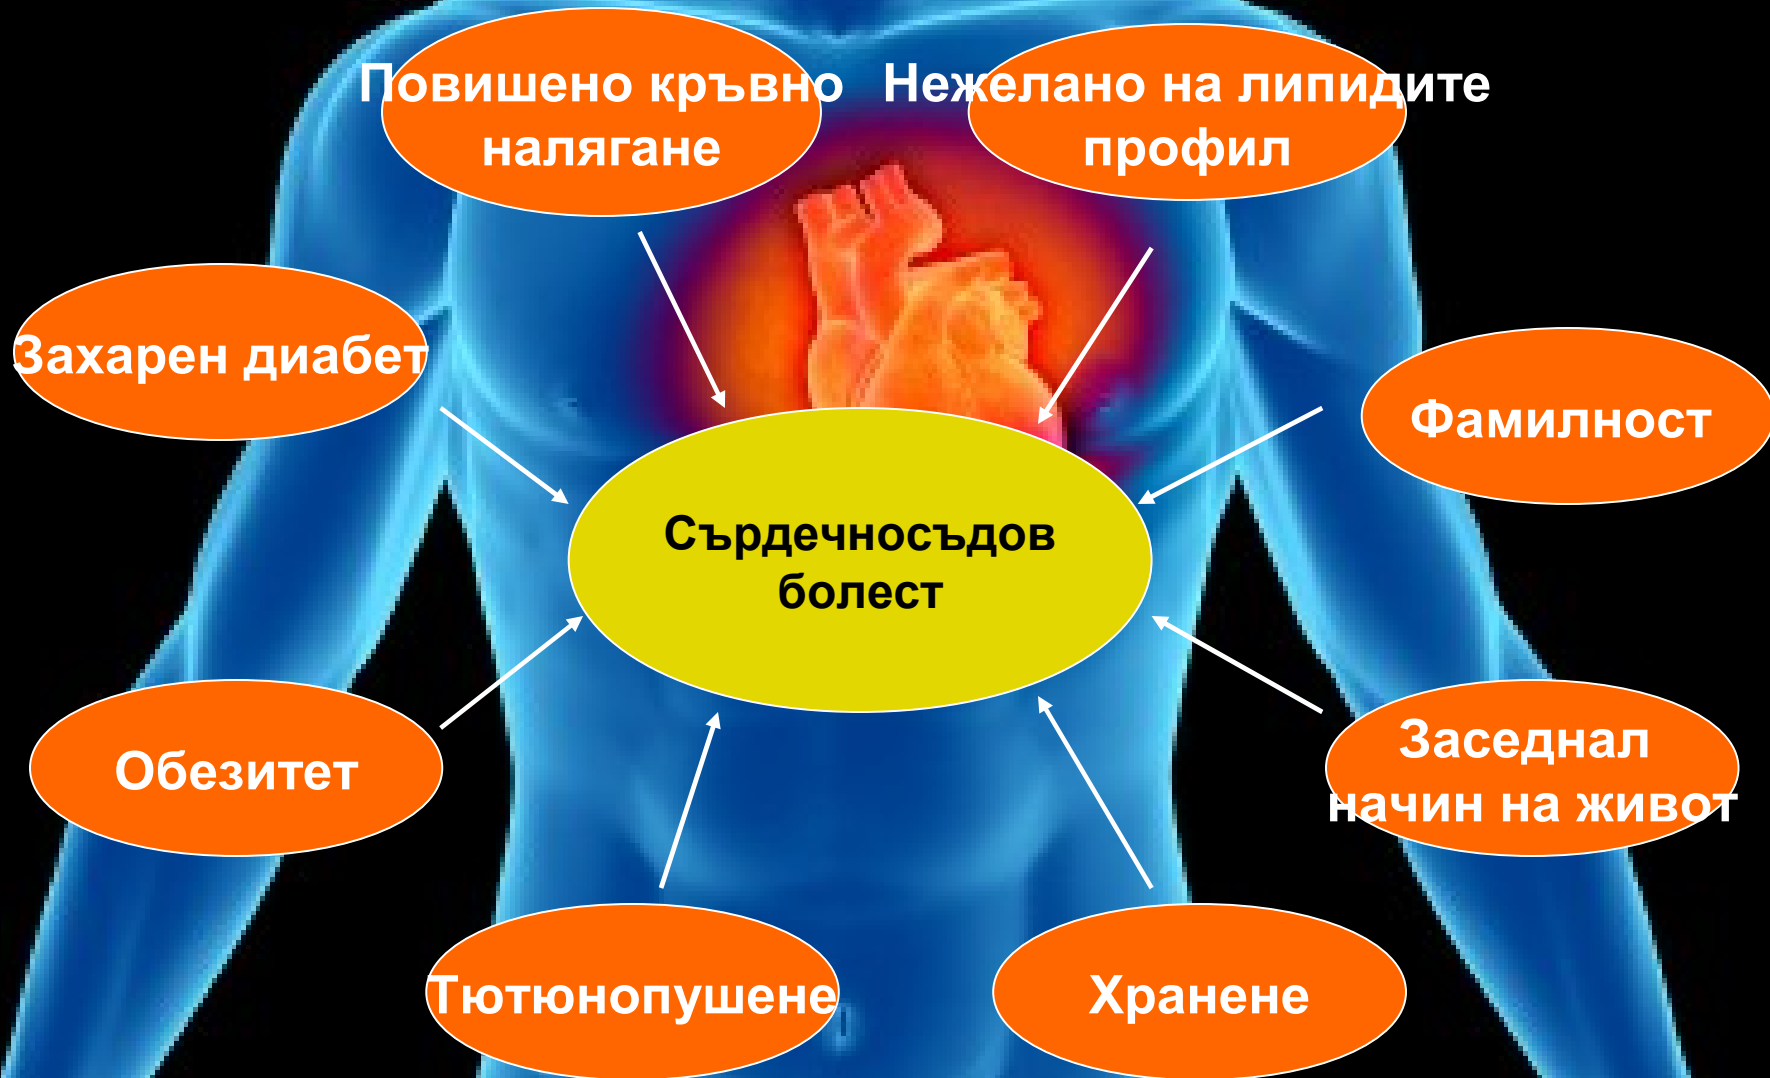 Повишено кръвно
налягане
Нежелано на липидите
профил
Захарен диабет
Фамилност
Сърдечносъдов
болест
Обезитет
Заседнал
начин на живот
Тютюнопушене
Хранене